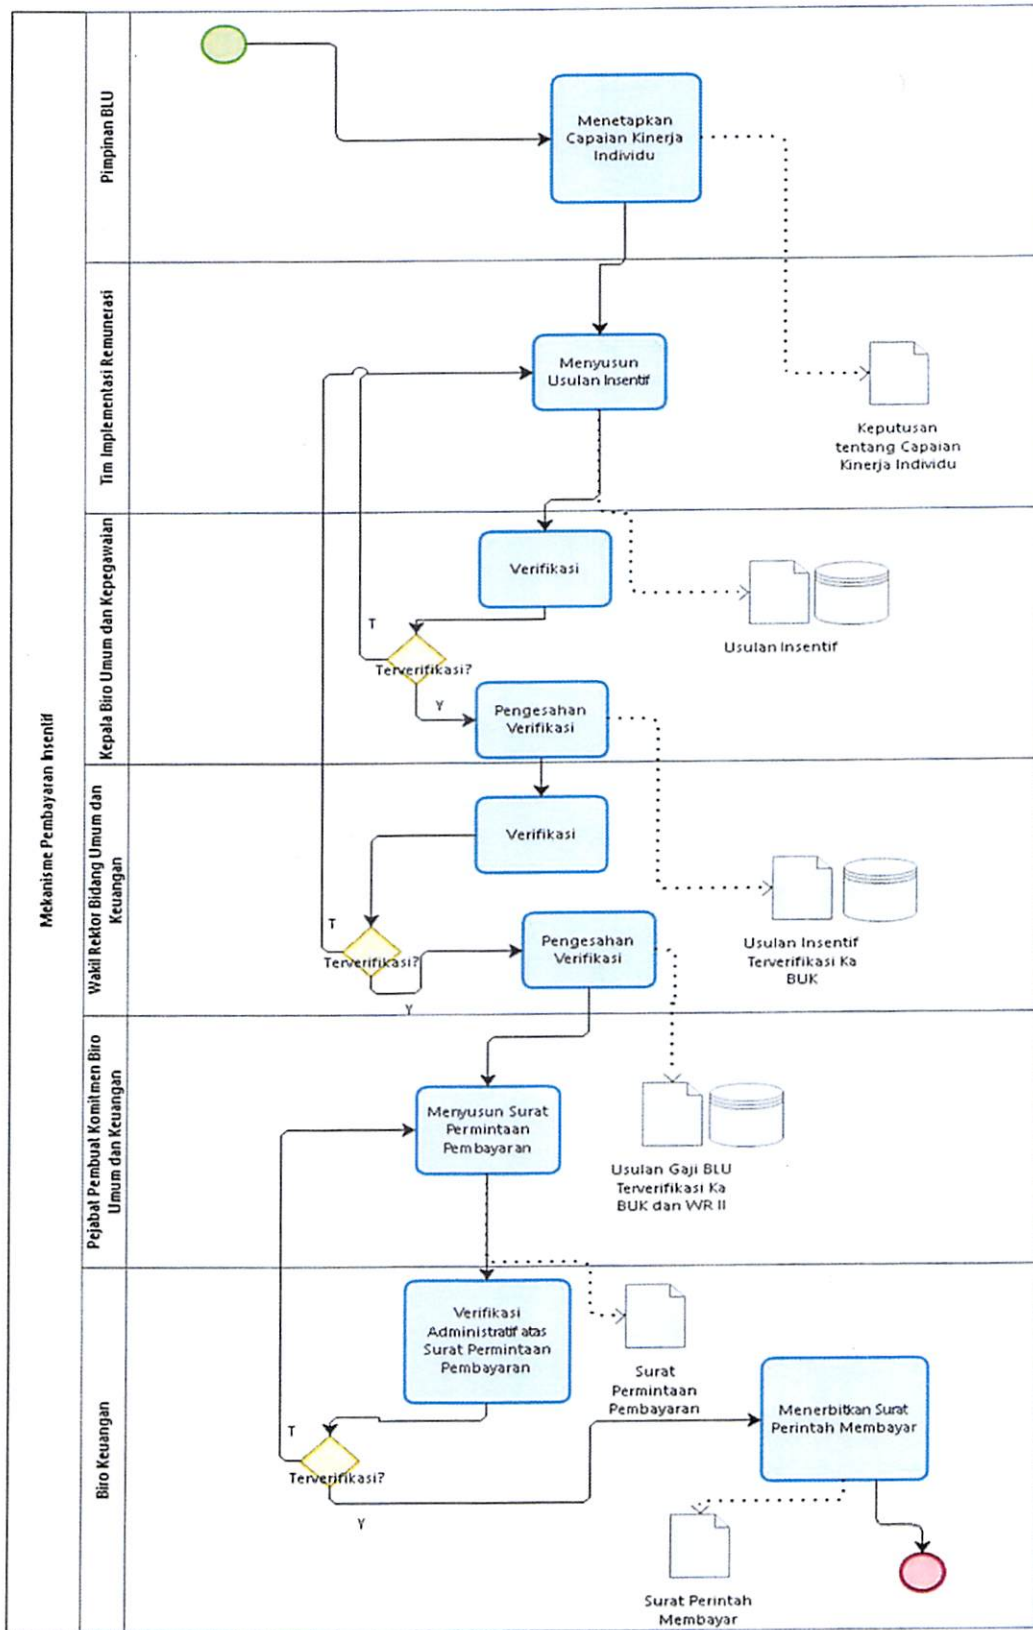 Mekanisme Pembayaran Insentif
Pimpinan BLU
Menetapkan
Capaian Kinerja
Individu
Tim Implementasi Remunerasi
Menyusun
Usulan Insentif
Keputusan
tentang Capaian
Kinerja Individu
Kepala Biro Umum dan Kepegawaian
Verifikasi
Usulan Insentif
T
Terverifikasi?
Y
Pengesahan
Verifikasi
Wakil Rektor Bidang Umum dan
Keuangan
Verifikasi
Usulan Insentif
Terverifikasi Ka
BUK
T
Terverifikasi?
Y
Pengesahan
Verifikasi
Pejabat Pembuat Komitmen Biro
Umum dan Keuangan
Menyusun Surat
Permintaan
Pembayaran
Usulan Gaji BLU
Terverifikasi Ka
BUK dan WR II
Biro Keuangan
Verifikasi
Administratif atas
Surat Permintaan
Pembayaran
Surat
Permintaan
Pembayaran
T
Terverifikasi?
Y
Menerbitkan Surat
Perintah Membayar
Surat Perintah
Membayar